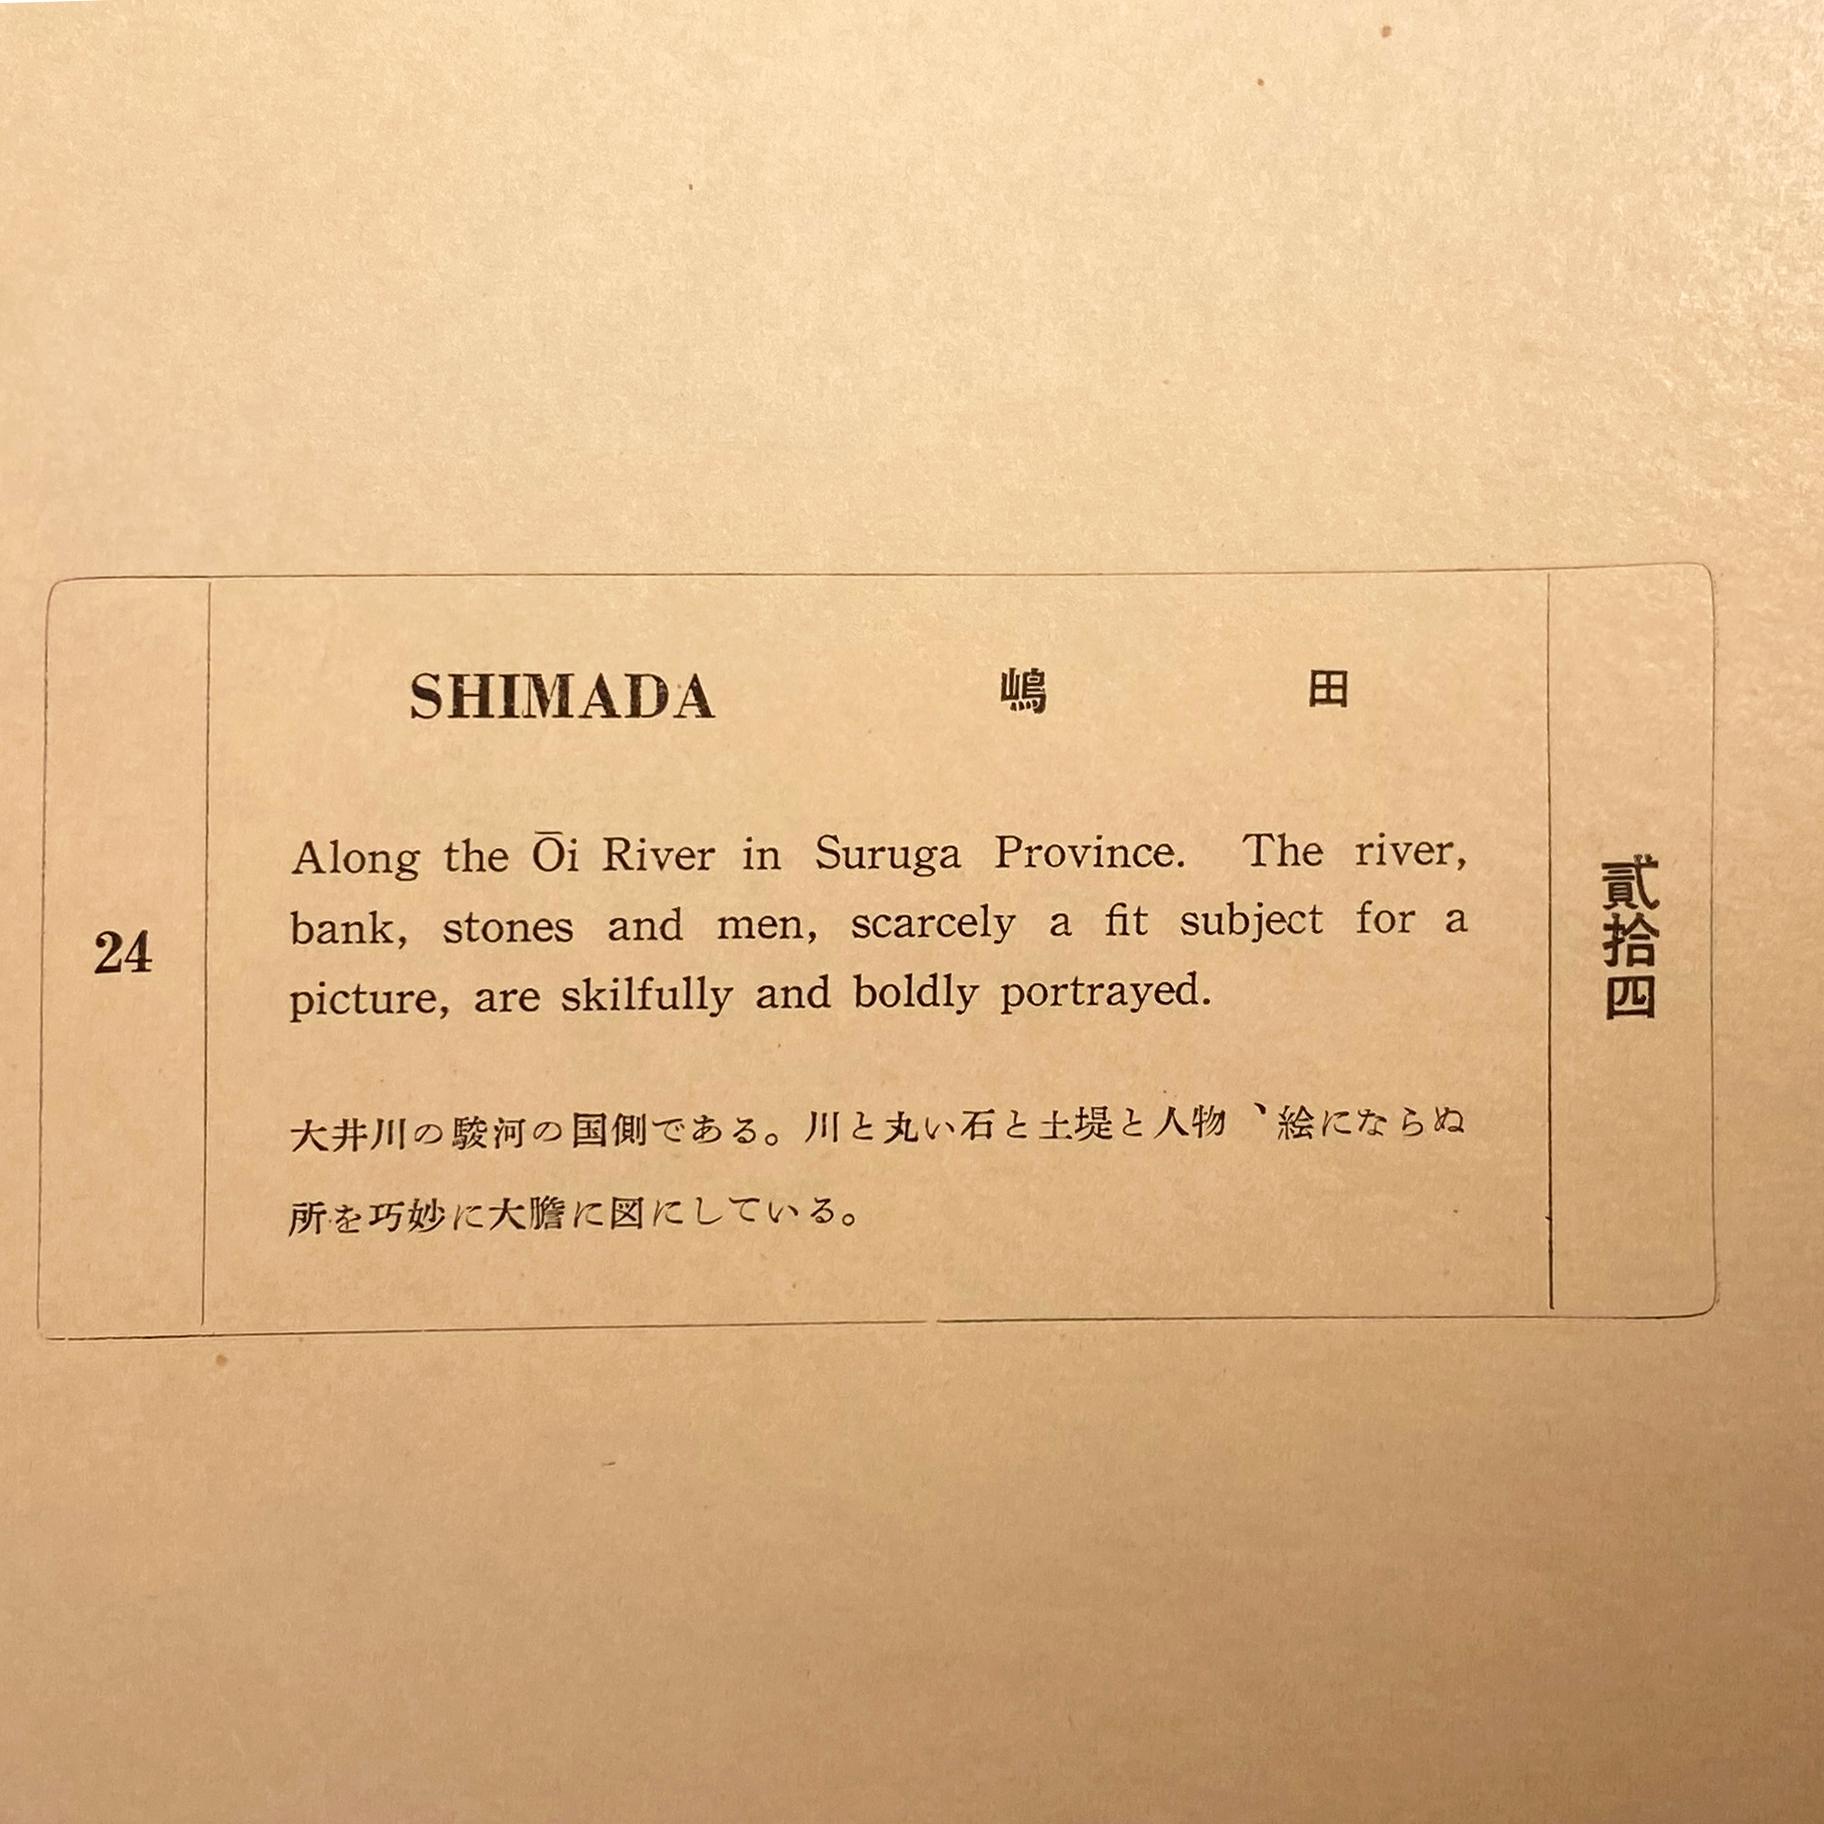 SHIMADA 嶋 田
24
Along the Ōi River in Suruga Province. The river,
bank, stones and men, scarcely a fit subject for a
picture, are skilfully and boldly portrayed.
大井川の駿河の国側である。川と丸い石と土堤と人物、絵にならぬ
所を巧妙に大膽に図にしている。
貳拾四